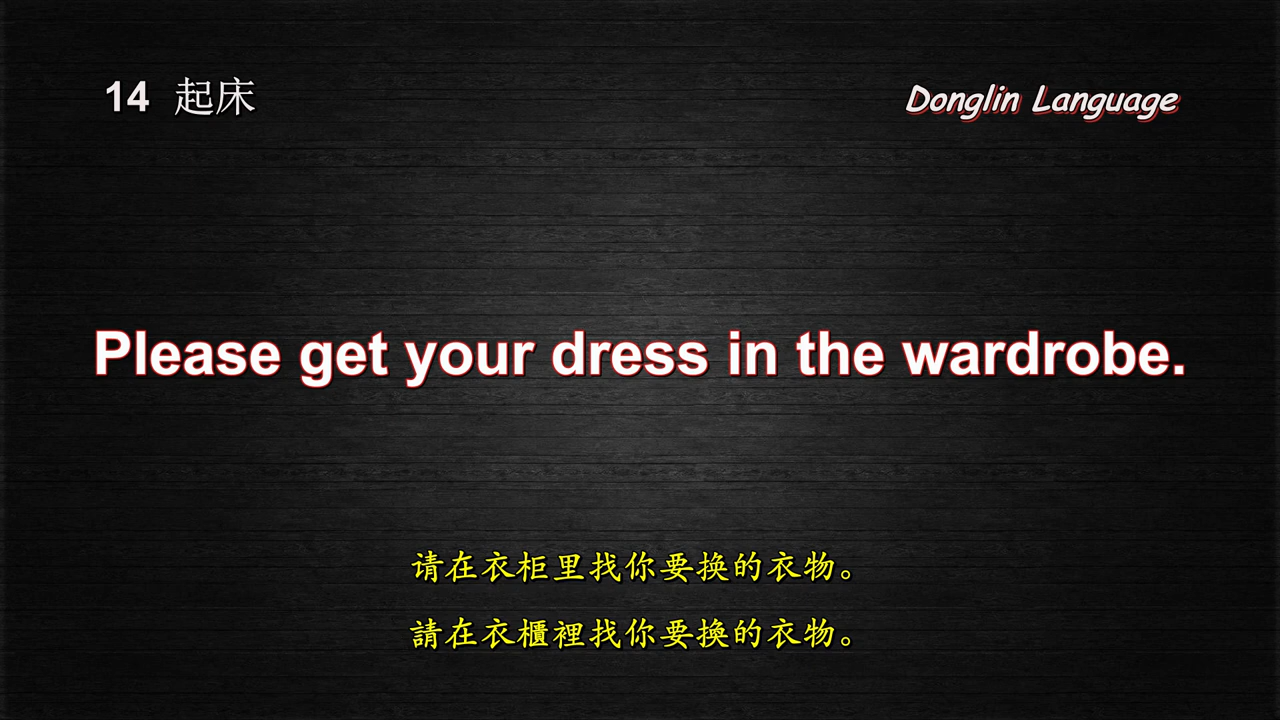 14 起床
Donglin Language
Please get your dress in the wardrobe.
请在衣柜里找你要换的衣物。
請在衣櫃裡找你要換的衣物。